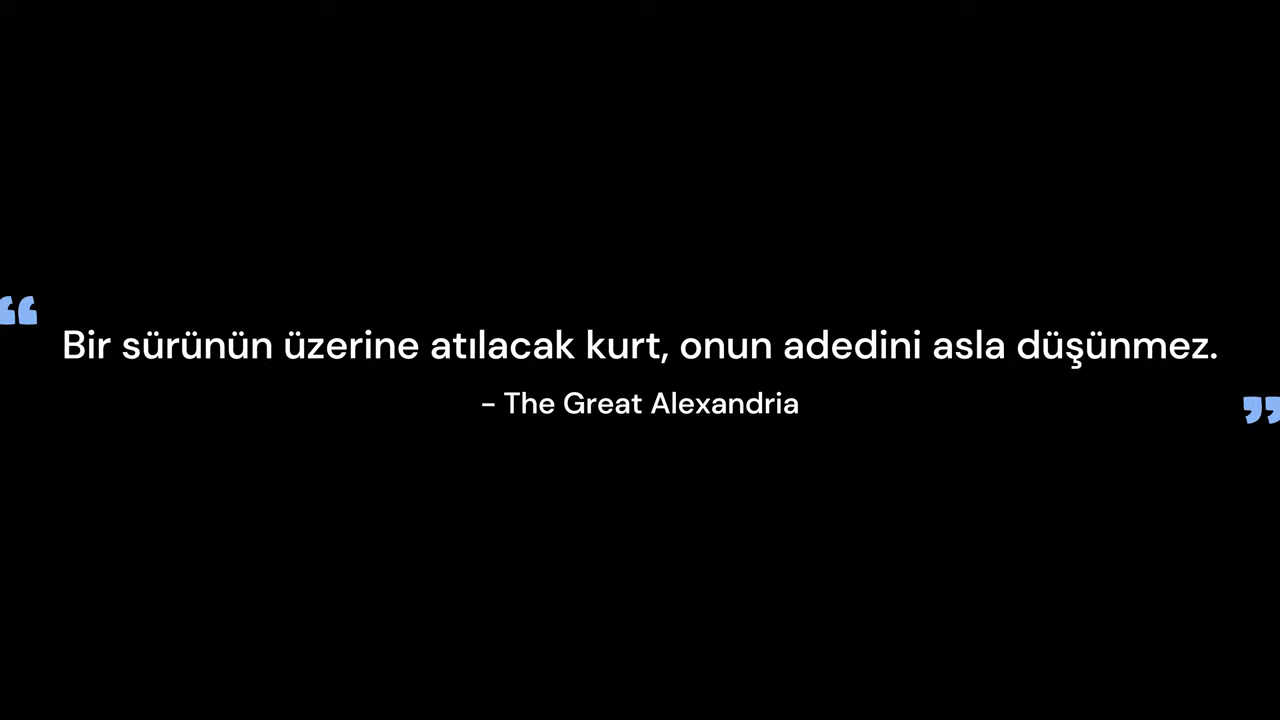 “
Bir sürünün üzerine atılacak kurt, onun adedini asla düşünmez.
– The Great Alexandria
”